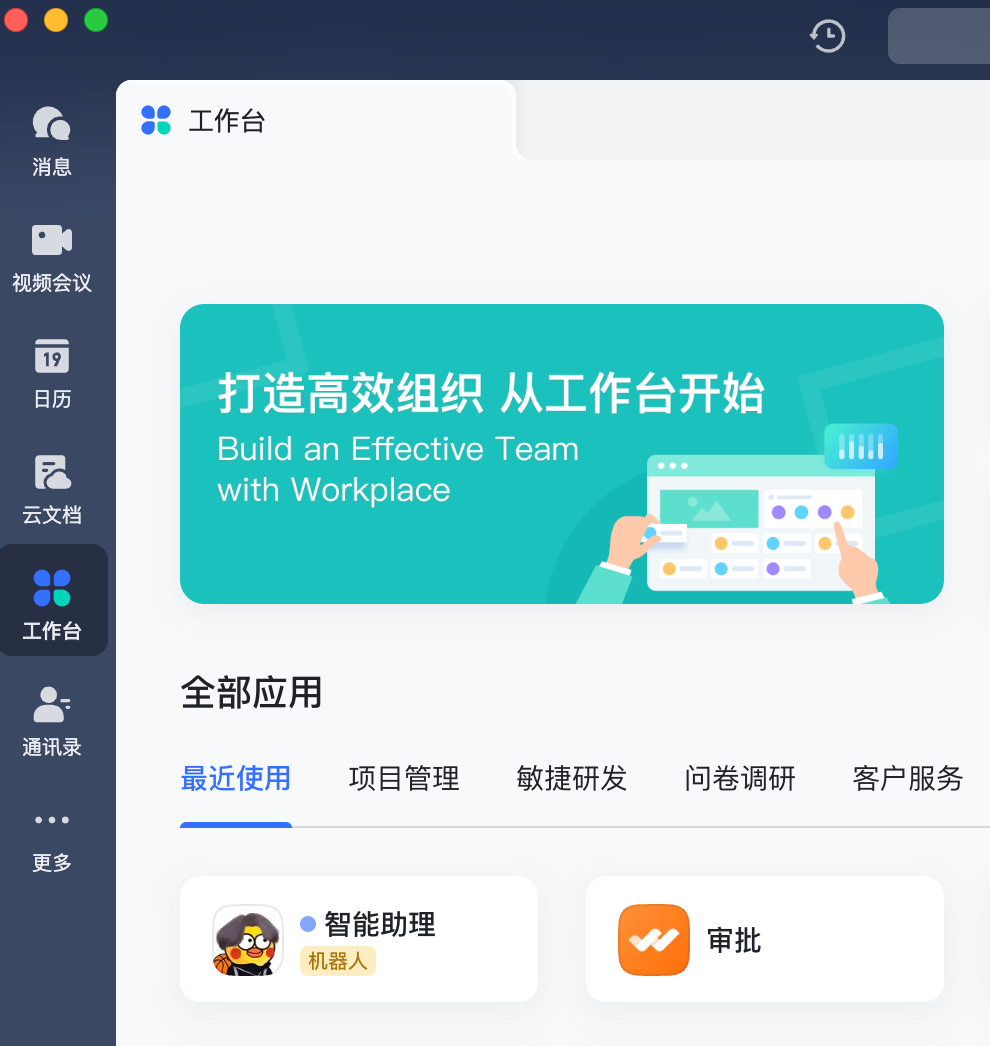 工作台
消息
视频会议
19
日历
云文档
工作台
通讯录
更多
打造高效组织 从工作台开始
Build an Effective Team
with Workplace
全部应用
最近使用 项目管理 敏捷研发 问卷调研 客户服务
智能助理
机器人
审批